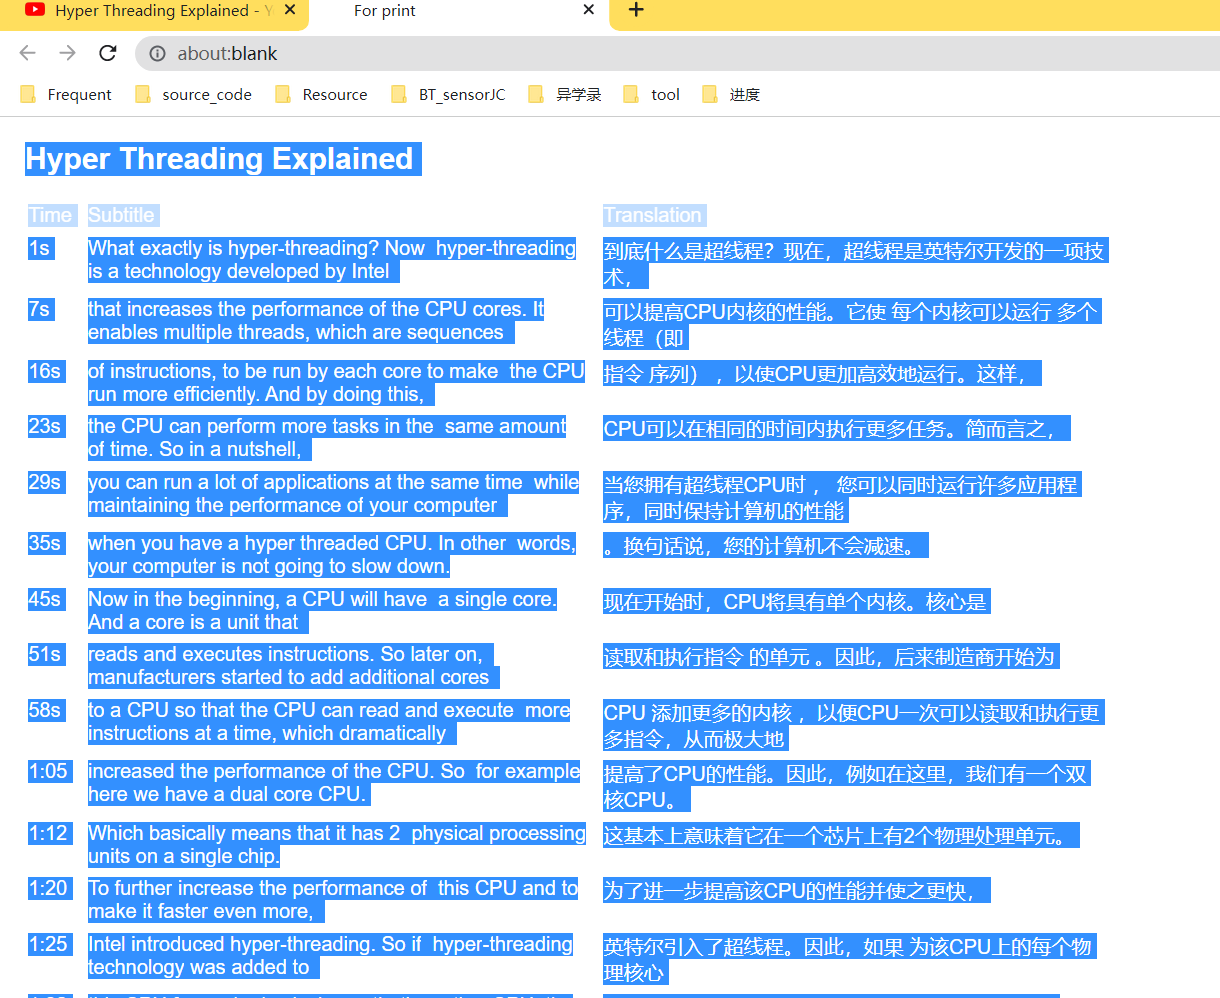 Hyper Threading Explained - Y
For print
about:blank
Frequent
source_code
Resource
BT_sensorJC
异学录
tool
进度
Hyper Threading Explained
Time Subtitle Translation
1s
What exactly is hyper-threading? Now hyper-threading
is a technology developed by Intel
到底什么是超线程？现在，超线程是英特尔开发的一项技
术，
7s
that increases the performance of the CPU cores. It
enables multiple threads, which are sequences
可以提高CPU内核的性能。它使 每个内核可以运行 多个
线程（即
16s
of instructions, to be run by each core to make the CPU
run more efficiently. And by doing this,
指令 序列） ，以使CPU更加高效地运行。这样，
23s
the CPU can perform more tasks in the same amount
of time. So in a nutshell,
CPU可以在相同的时间内执行更多任务。简而言之，
29s
you can run a lot of applications at the same time while
maintaining the performance of your computer
当您拥有超线程CPU时 ， 您可以同时运行许多应用程
序，同时保持计算机的性能
35s
when you have a hyper threaded CPU. In other words,
your computer is not going to slow down.
。换句话说，您的计算机不会减速。
45s
Now in the beginning, a CPU will have a single core.
And a core is a unit that
现在开始时，CPU将具有单个内核。核心是
51s
reads and executes instructions. So later on,
manufacturers started to add additional cores
读取和执行指令 的单元 。因此，后来制造商开始为
58s
to a CPU so that the CPU can read and execute more
instructions at a time, which dramatically
CPU 添加更多的内核 ，以便CPU一次可以读取和执行更
多指令，从而极大地
1:05
increased the performance of the CPU. So for example
here we have a dual core CPU.
提高了CPU的性能。因此，例如在这里，我们有一个双
核CPU。
1:12
Which basically means that it has 2 physical processing
units on a single chip.
这基本上意味着它在一个芯片上有2个物理处理单元。
1:20
To further increase the performance of this CPU and to
make it faster even more,
为了进一步提高该CPU的性能并使之更快，
1:25
Intel introduced hyper-threading. So if hyper-threading
technology was added to
英特尔引入了超线程。因此，如果 为该CPU上的每个物
理核心